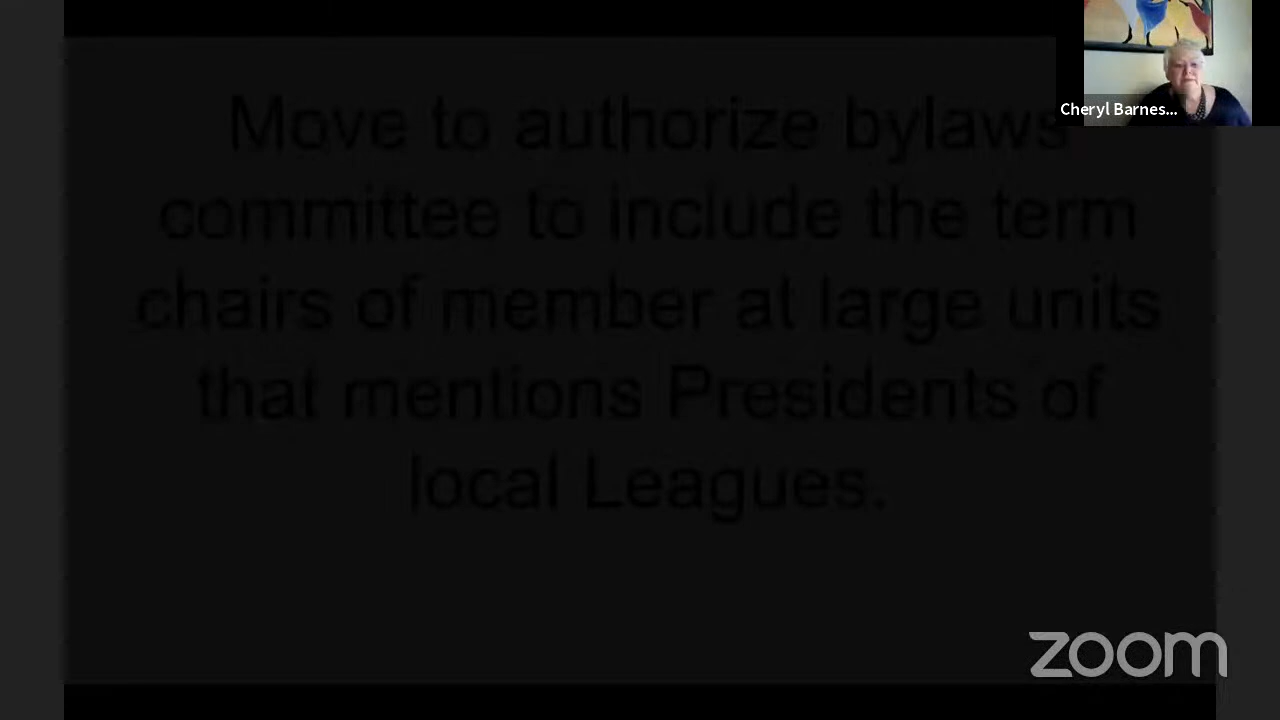 Move to authorize bylaws
committee to include the term
chairs of member at large units
that mentions Presidents of
local Leagues.
Cheryl Barnes...
zoom